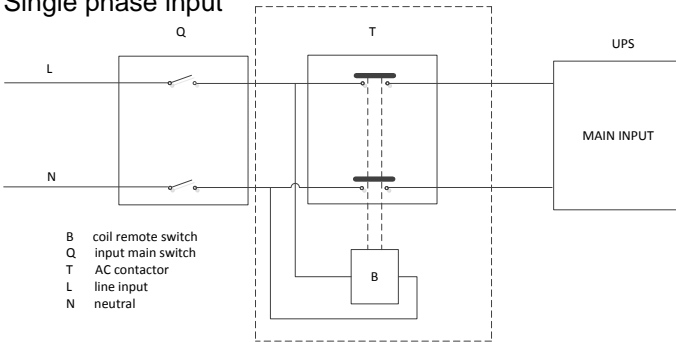 Single phase input
Q
T
UPS
L
MAIN INPUT
N
B coil remote switch
Q input main switch
T AC contactor
L line input
N neutral
B